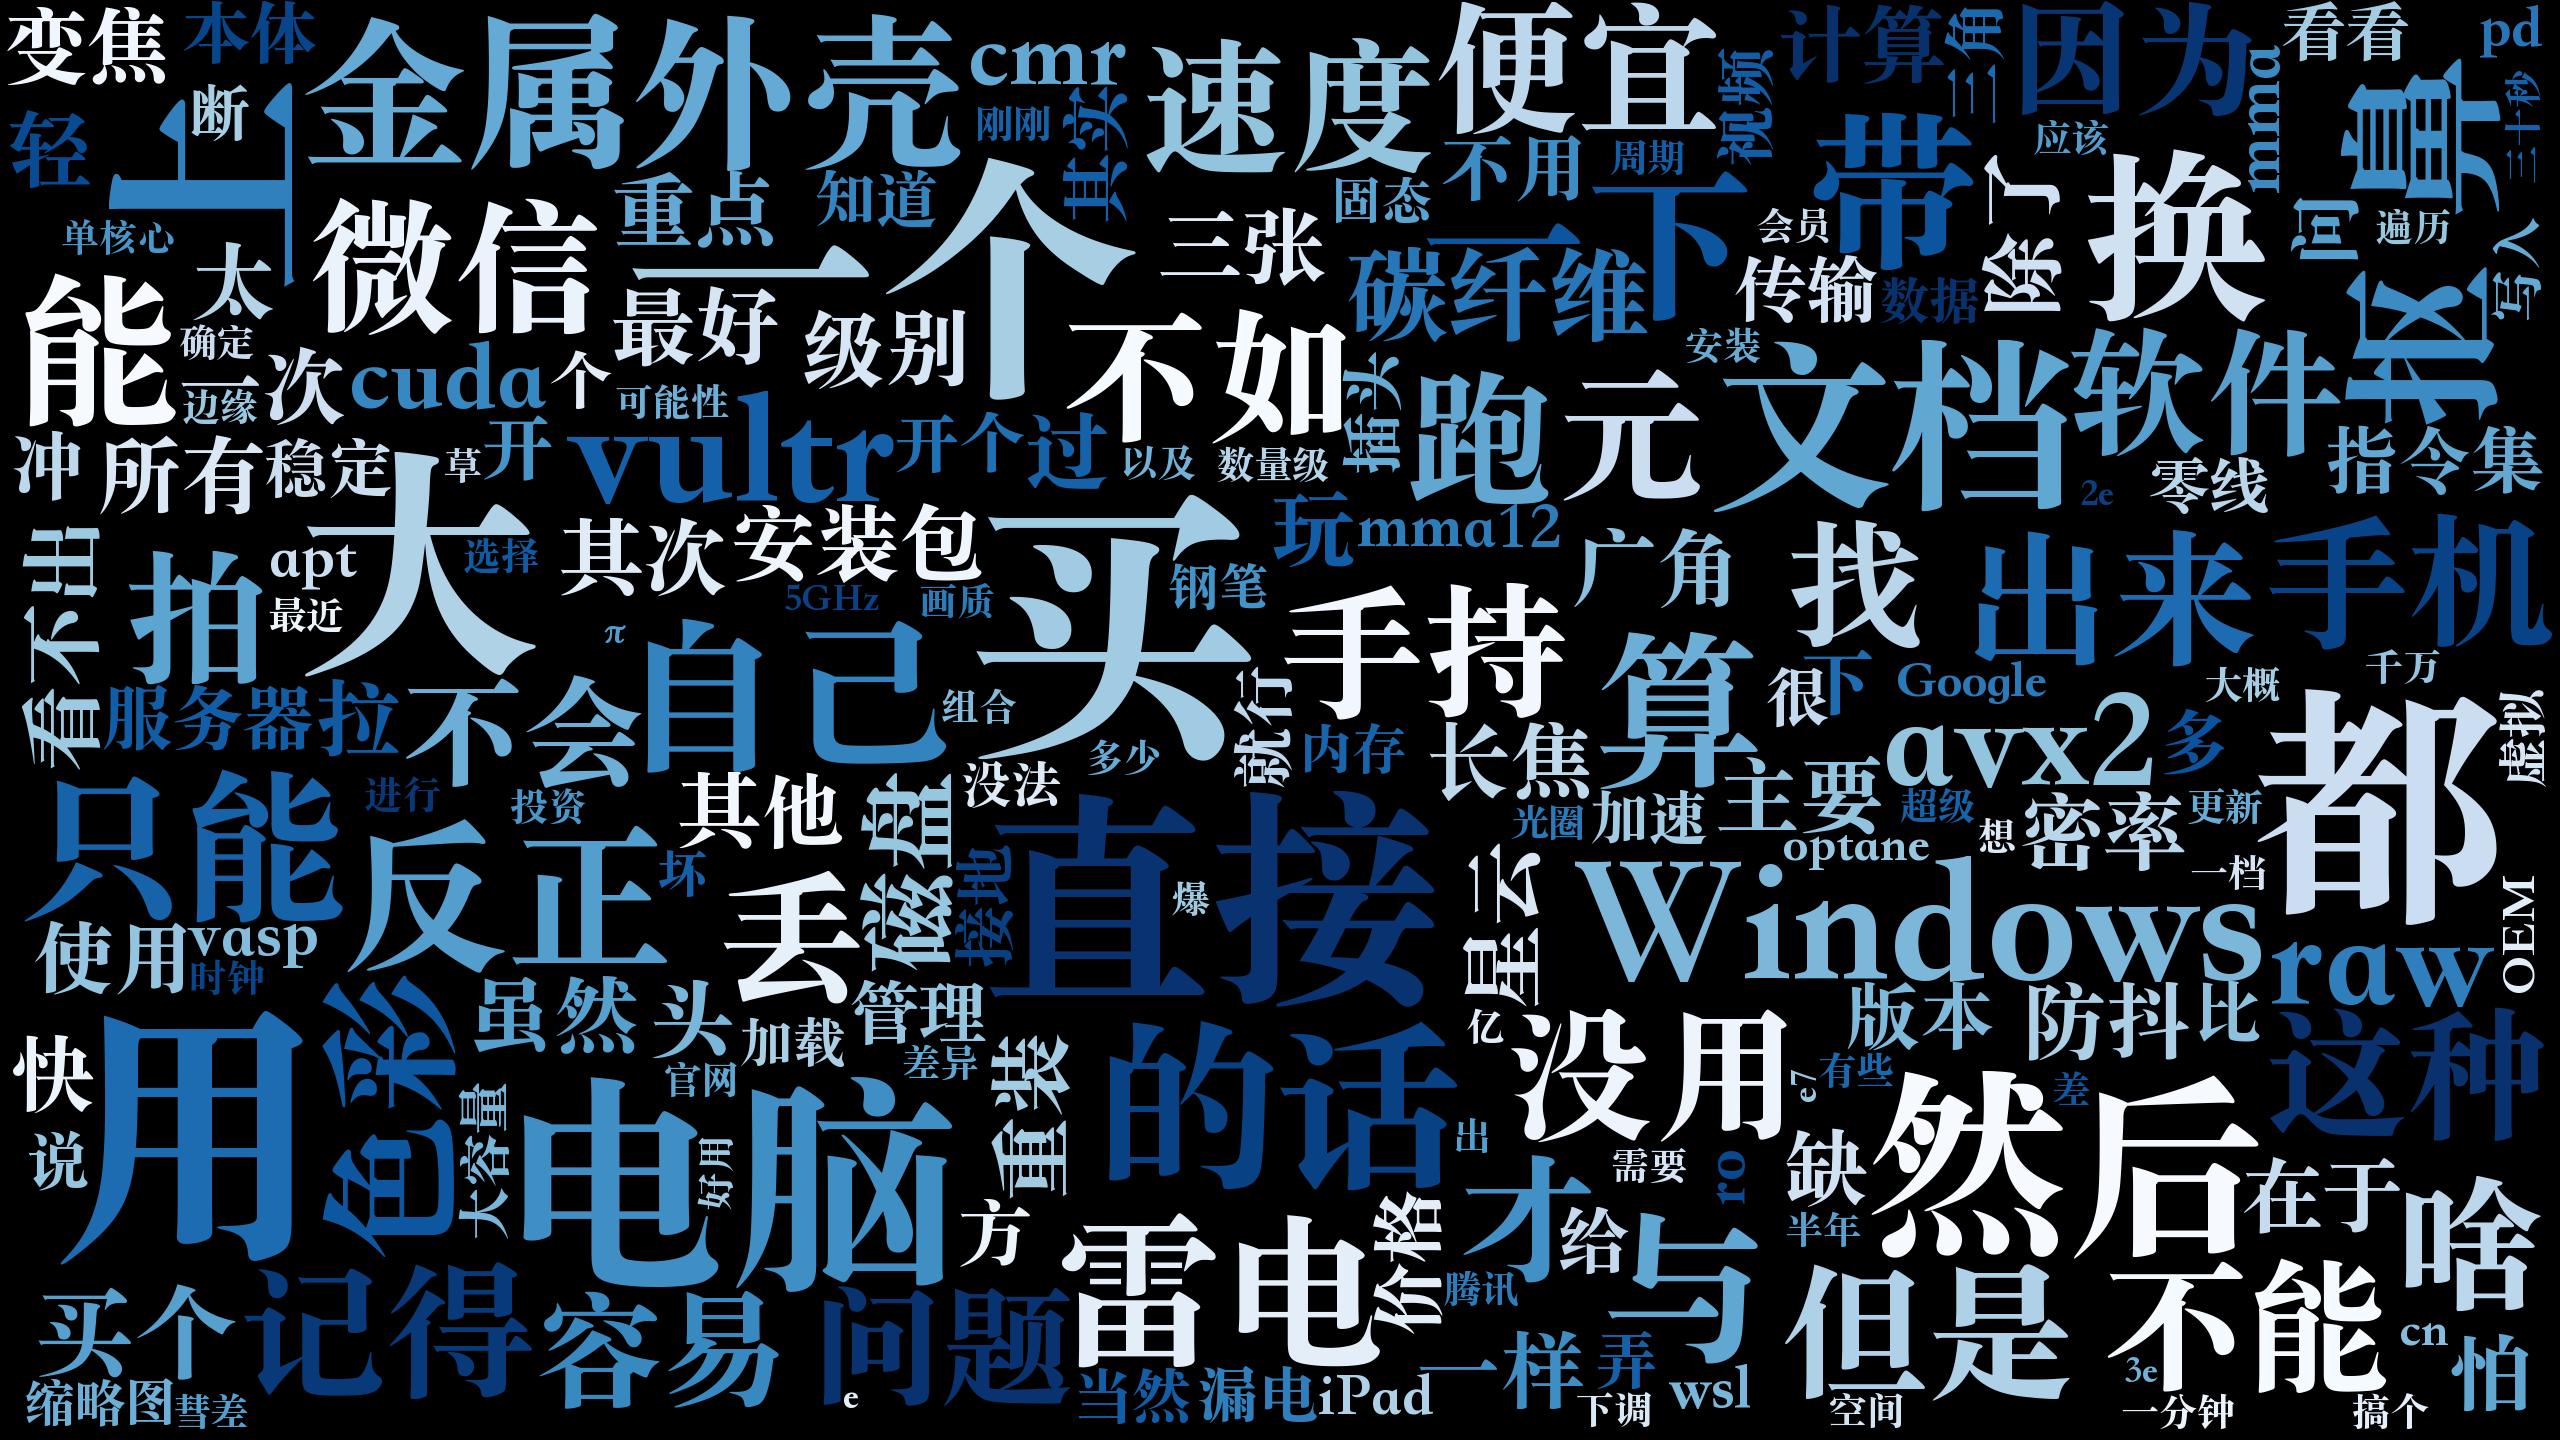 变焦
本体
金属外壳
cmr
速度
便宜
计算
三角
因为
看看
pd
断
轻
上
刚刚
其实
不用
周期
视频
带
应该
mma
问
量
三十秒
单核心
太
微信
重点
知道
一个
三张
固态
下
一
会员
除了
换
遍历
写入
能
确定
最好
级别
不如
碳纤维
传输
数据
安装
抠
边缘
一次
cuda
个
可能性
插头
跑
元
文档
软件
指令集
冲
所有
稳定
草
开
vultr
开个
过
以及
数量级
零线
2e
看不出
拍
apt
最近
大
选择
其次
安装包
5GHz
画质
买
钢笔
玩
mma12
广角
找
出来
手机
π
自己
组合
手持
算
很
下
Google
大概
千万
服务器
拉
不会
就行
内存
长焦
主要
avx2
多
都
虚拟
多少
只能
进行
投资
其他
磁盘
没法
直接
光圈
加速
超级
想
密率
更新
optane
一档
反正
坏
丢
接地
爆
星云
Windows
OEM
使用
vasp
时钟
raw
色彩
虽然
头
加载
管理
版本
防抖
比
这种
快
用
官网
差异
重装
的话
亿
没用
e7
有些
差
然后
说
大容量
电脑
好用
出
需要
ro
缺
半年
在于
啥
方
雷电
价格
才
给
与
买个
记得
容易
问题
腾讯
但是
不能
cn
怕
缩略图
彗差
e
当然
漏电
iPad
一样
弄
下调
wsl
空间
3e
一分钟
搞个